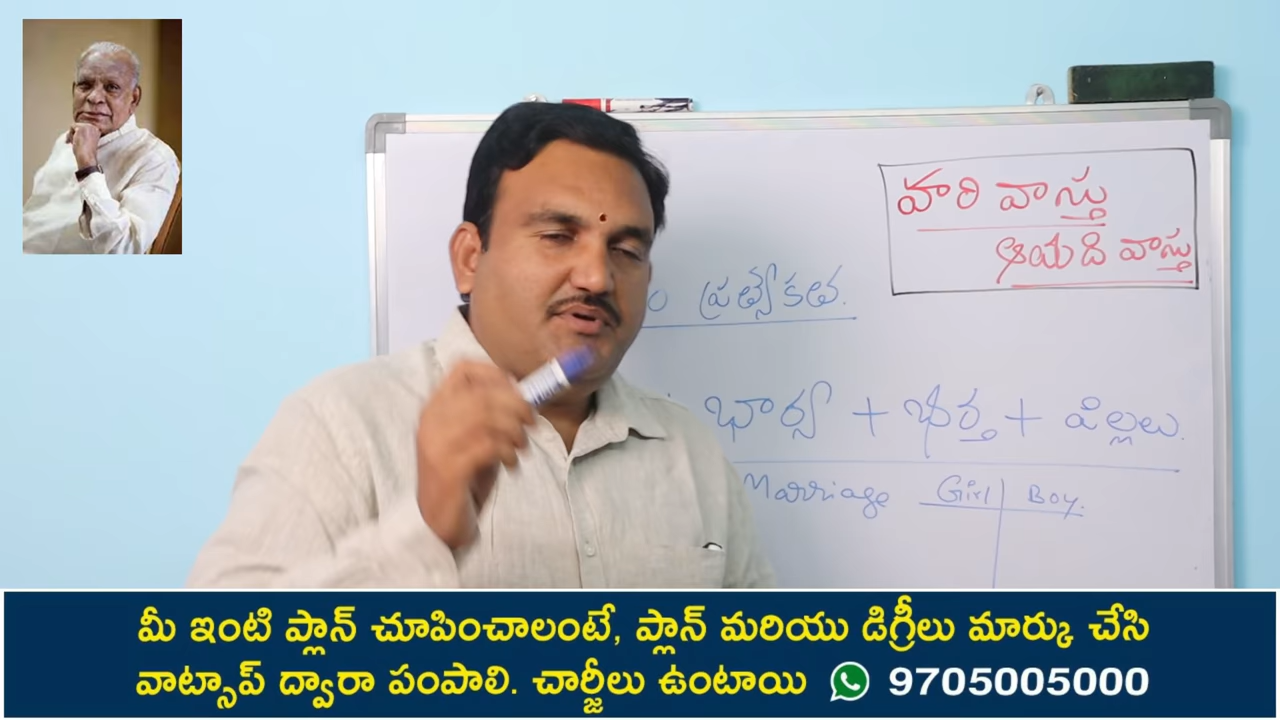 హరి వాస్తు
ఆయది వాస్తు
ప్రత్యేకత.
భార్య + భర్త + పిల్లలు.
Marriage Girl Boy.
మీ ఇంటి ప్లాన్ చూపించాలంటే, ప్లాన్ మరియు డిగ్రీలు మార్కు చేసి
వాట్సాప్ ద్వారా పంపాలి. చార్జీలు ఉంటాయి 9705005000